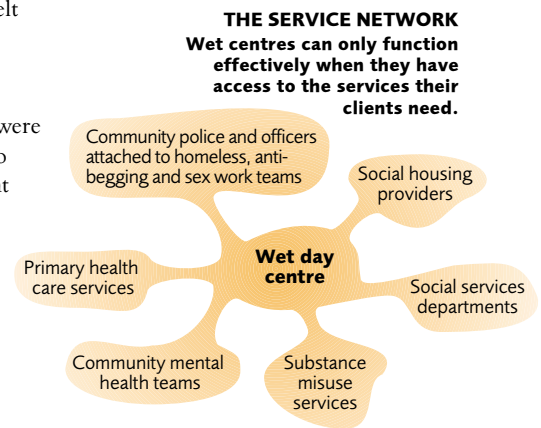 elt
were
THE SERVICE NETWORK
Wet centres can only function
effectively when they have
access to the services their
clients need.
Community police and officers
attached to homeless, anti-
begging and sex work teams
Social housing
providers
Wet day
centre
Primary health
care services
Social services
departments
Community mental
health teams
Substance
misuse
services